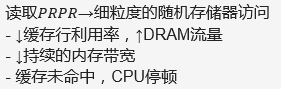 读取PRPR→细粒度的随机存储器访问
- ↓缓存行利用率，↑DRAM流量
- ↓持续的内存带宽
- 缓存未命中，CPU停顿